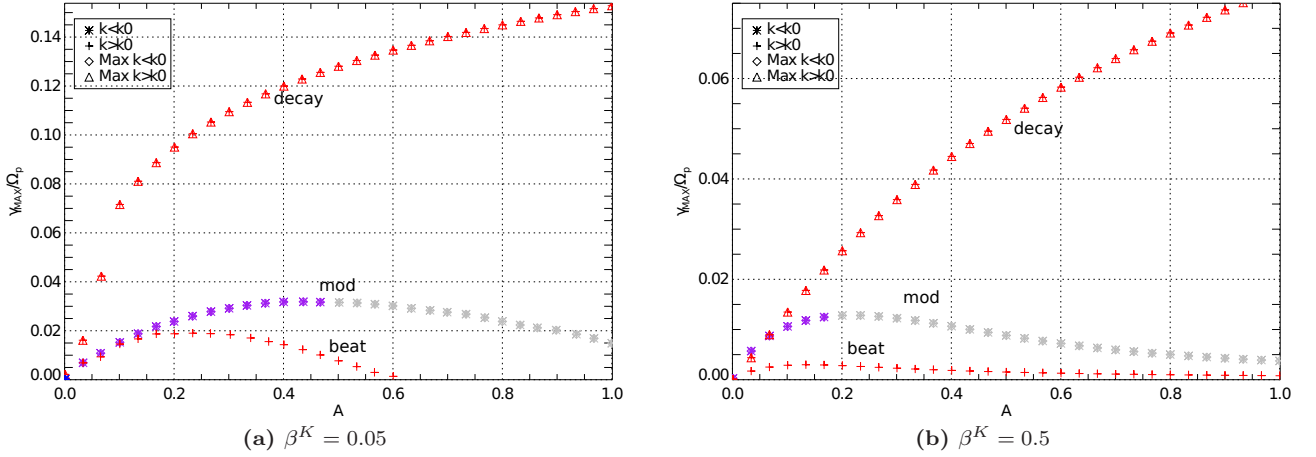 k<k0
k>k0
Max k<k0
Max k>k0
decay
mod
beat
γMAX/Ωp
0.14
0.12
0.10
0.08
0.06
0.04
0.02
0.00
0.0 0.2 0.4 0.6 0.8 1.0
A
(a) β^K = 0.05
k<k0
k>k0
Max k<k0
Max k>k0
decay
mod
beat
γMAX/Ωp
0.06
0.04
0.02
0.00
0.0 0.2 0.4 0.6 0.8 1.0
A
(b) β^K = 0.5